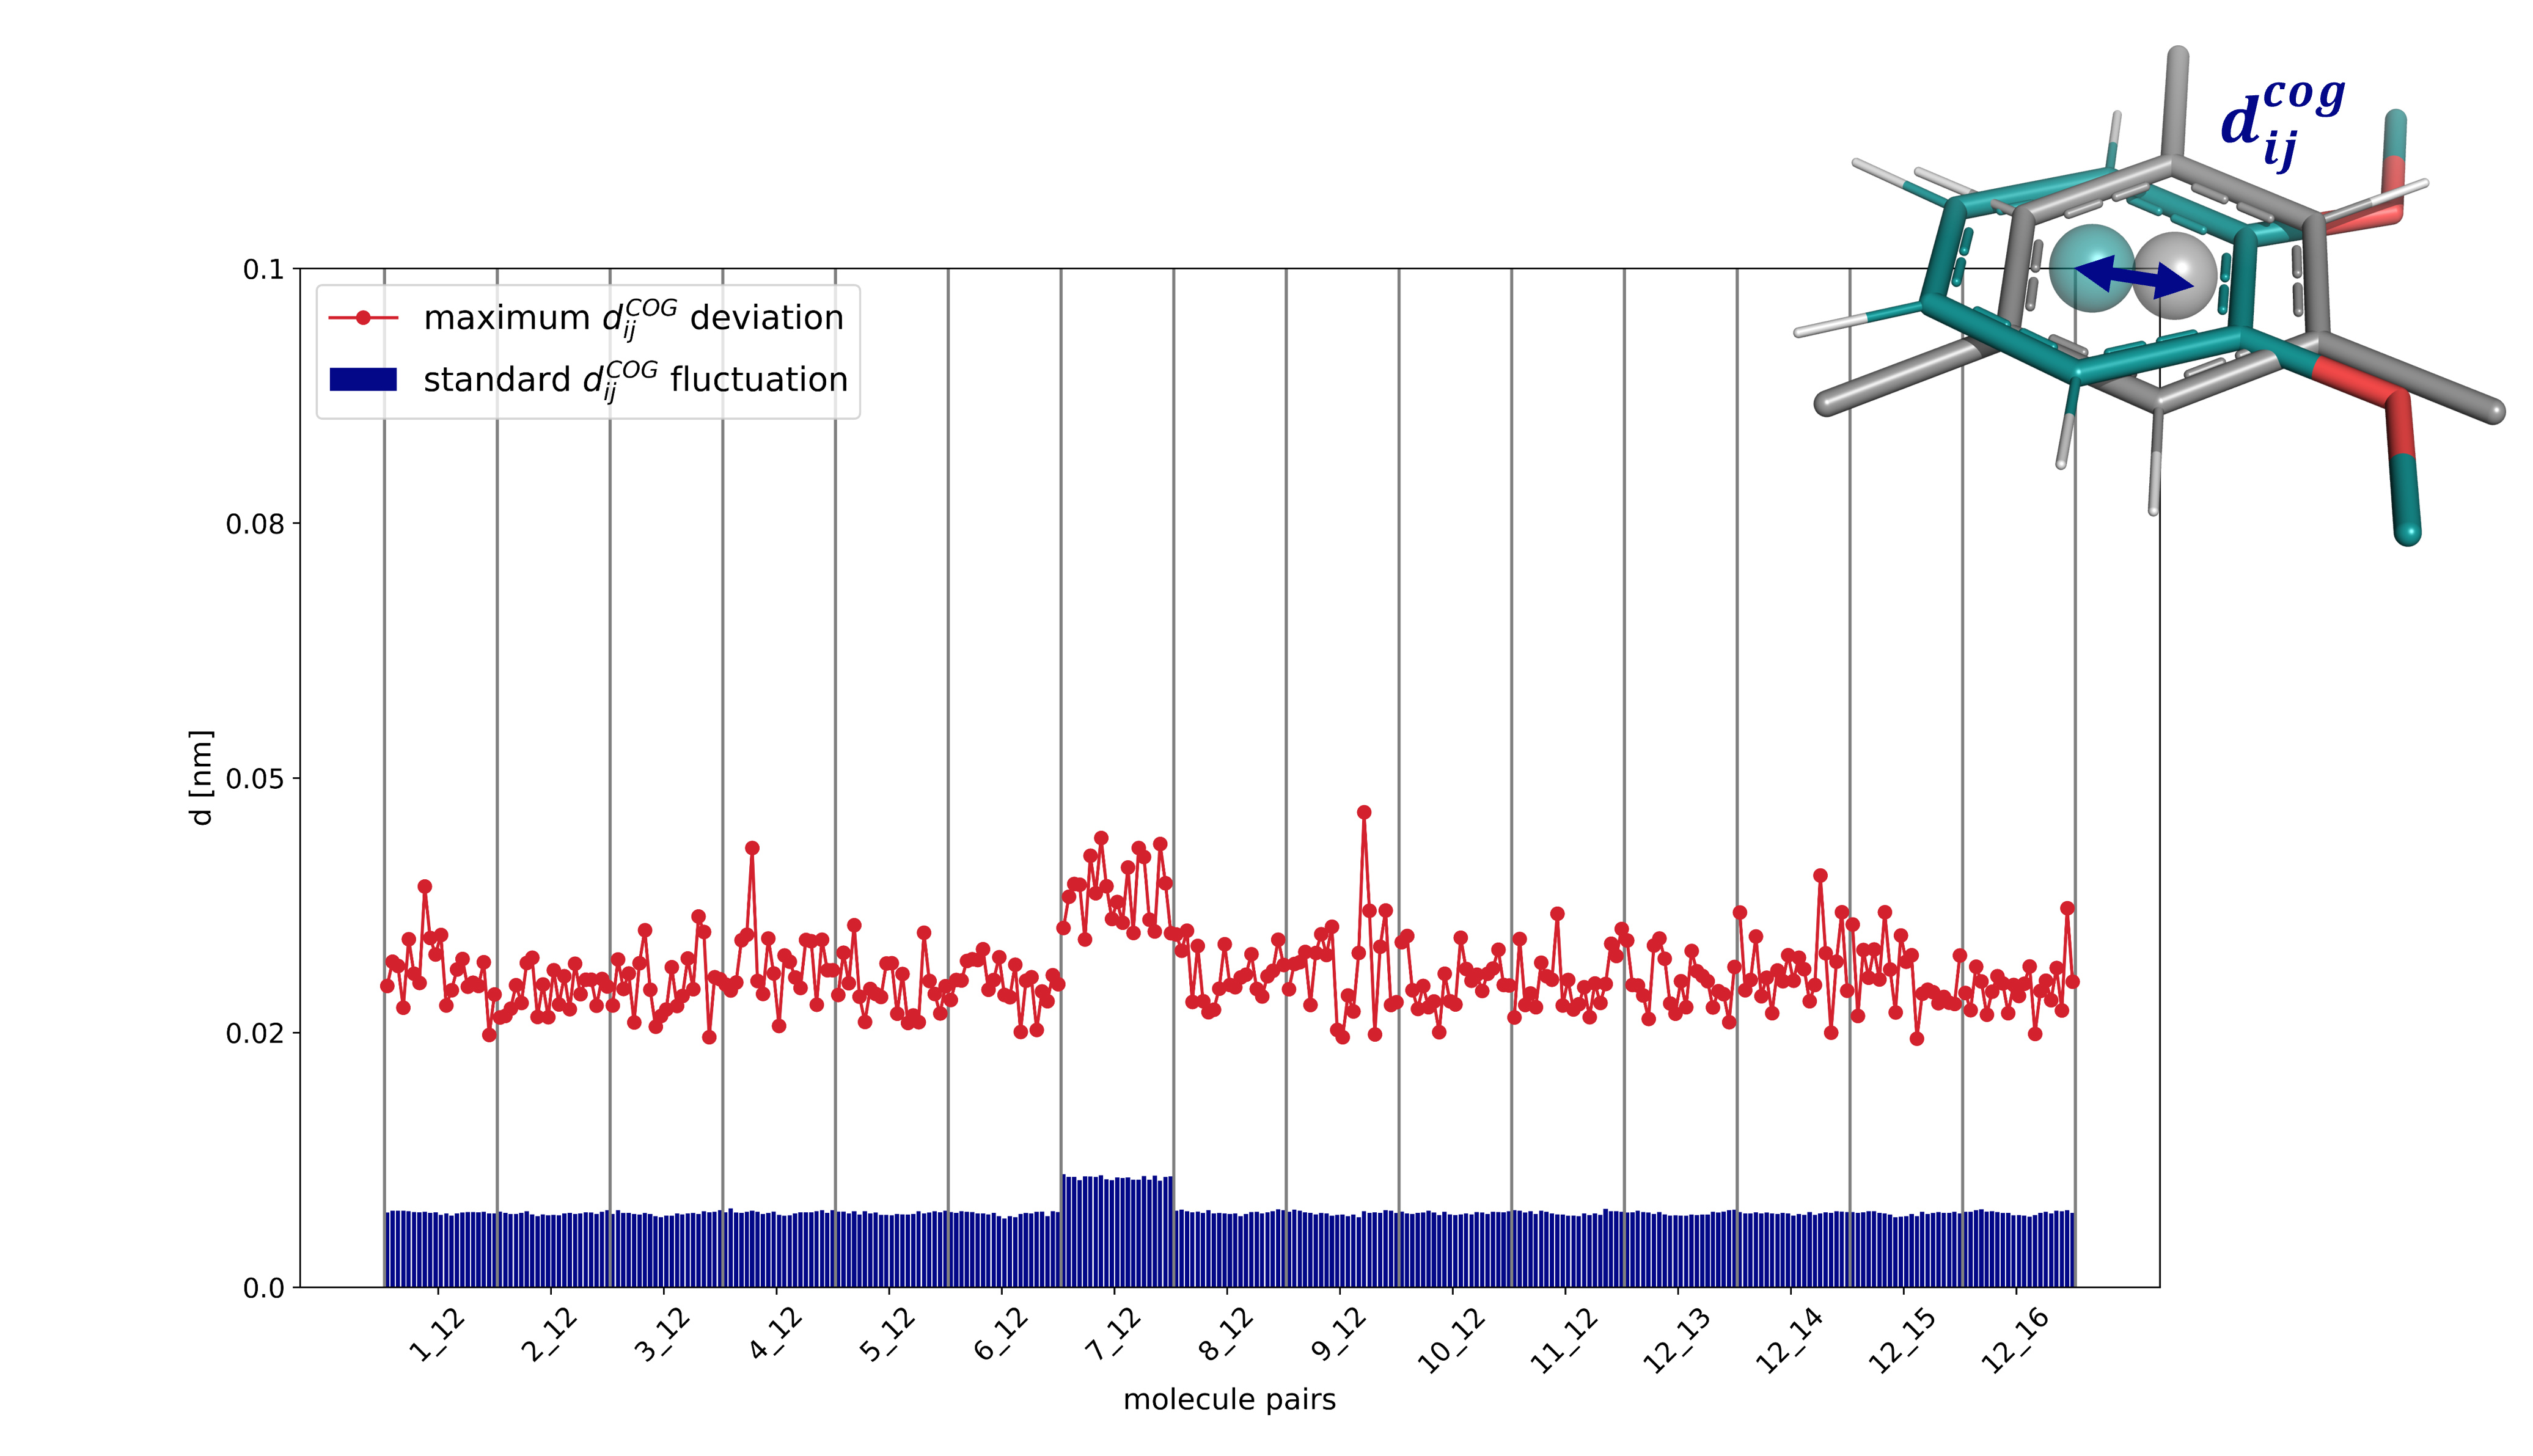 d_{ij}^{cog}
0.1
maximum d_{ij}^{COG} deviation
standard d_{ij}^{COG} fluctuation
0.08
0.05
0.02
0.0
d [nm]
1_12 2_12 3_12 4_12 5_12 6_12 7_12 8_12 9_12 10_12 11_12 12_13 12_14 12_15 12_16
molecule pairs